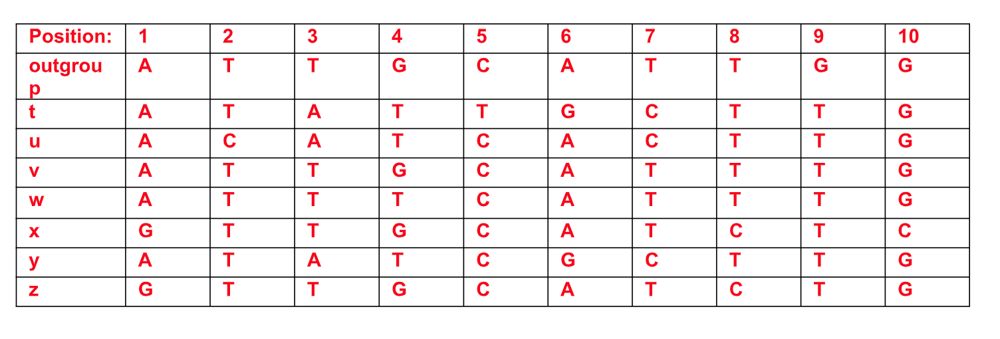 Position: 1 2 3 4 5 6 7 8 9 10
outgrou A T T G C A T T G G
p
t A T A T T G C T T G
u A C A T C A C T T G
v A T T G C A T T T G
w A T T T C A T T T G
x G T T G C A T C T C
y A T A T C G C T T G
z G T T G C A T C T G